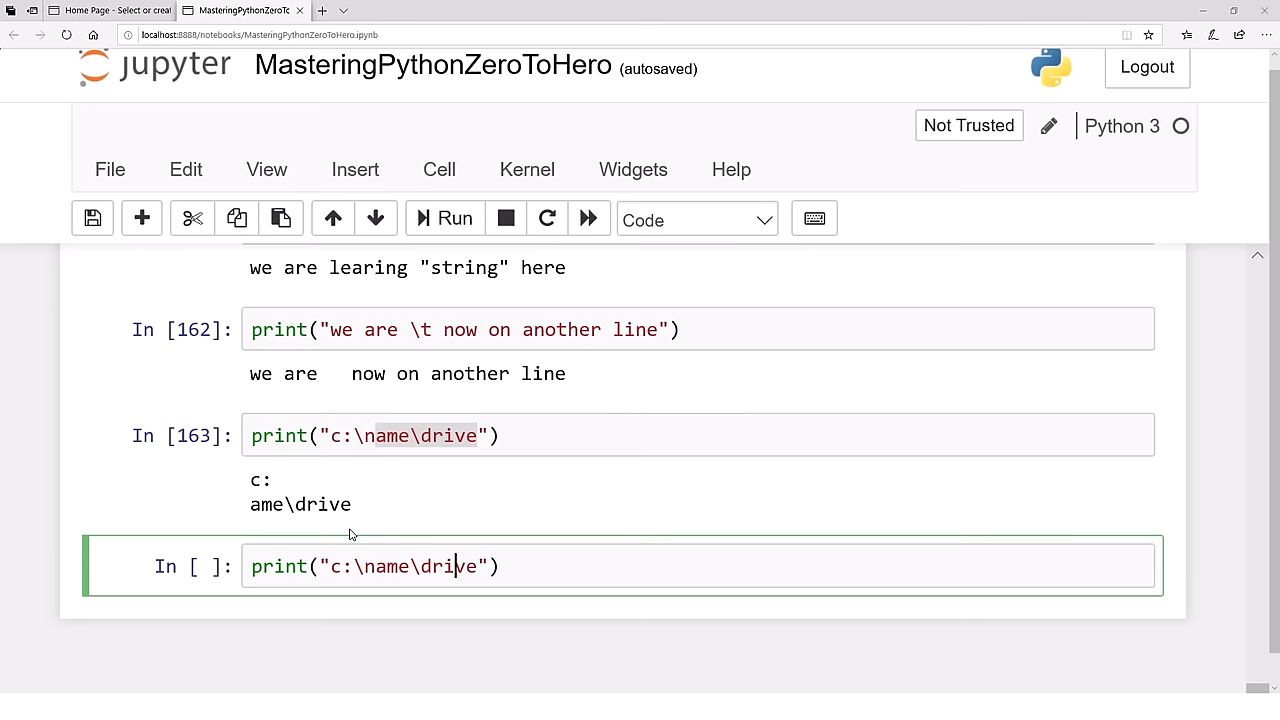 Home Page - Select or creat
MasteringPythonZeroToC
localhost:8888/notebooks/MasteringPythonZeroToHero.ipynb
jupyter MasteringPythonZeroToHero (autosaved)
Logout
Not Trusted
Python 3
File Edit View Insert Cell Kernel Widgets Help
Run
Code
we are learing "string" here
In [162]: print("we are \t now on another line")
we are   now on another line
In [163]: print("c:\name\drive")
c:
ame\drive
In [ ]: print("c:\name\drive")